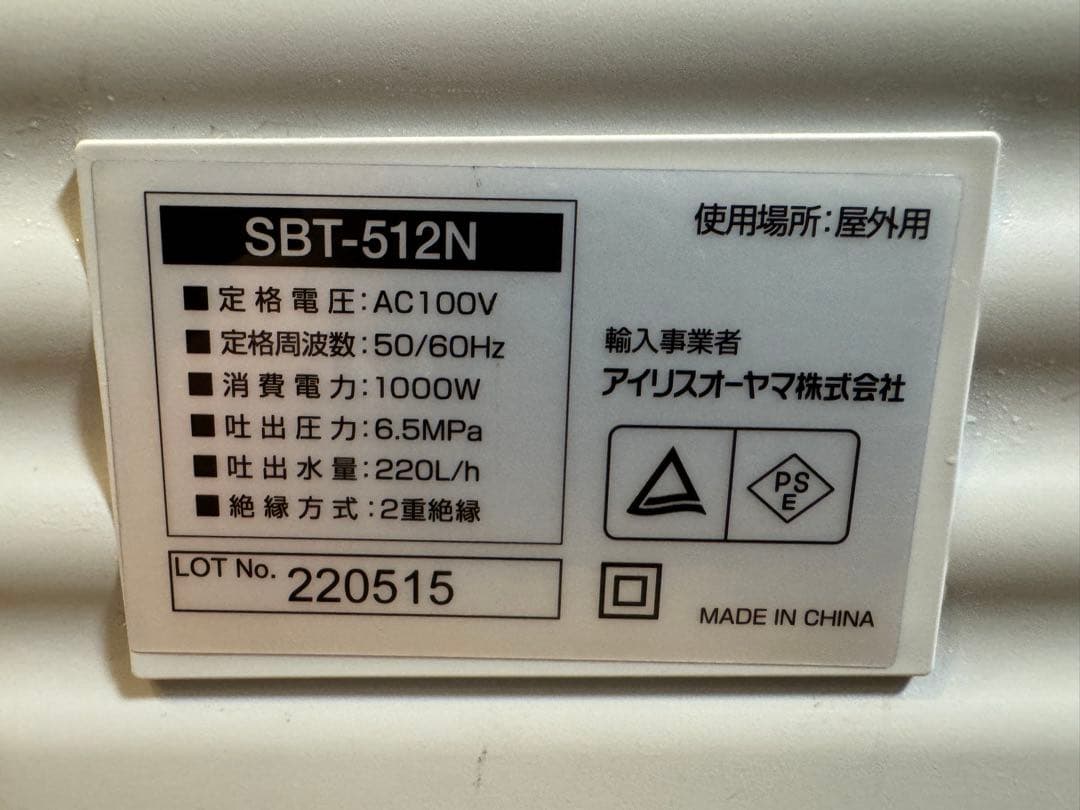 SBT-512N
■定格電圧:AC100V
■定格周波数:50/60Hz
■消費電力:1000W
■吐出圧力:6.5MPa
■吐出水量:220L/h
■絶縁方式:2重絶縁
LOT No. 220515
使用場所:屋外用
輸入事業者
アイリスオーヤマ株式会社
PS
E
MADE IN CHINA